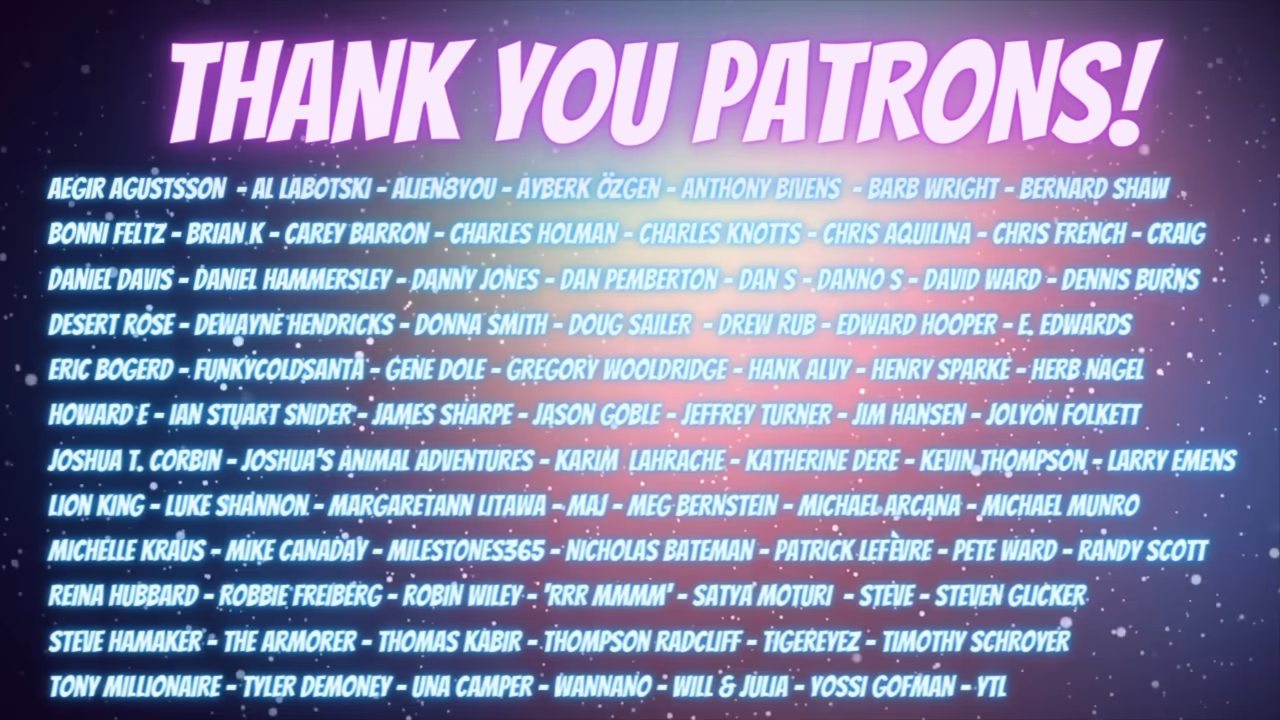 THANK YOU PATRONS!
AEGIR AGUSTSSON - AL LABOTSKI - ALIEN8YOU - AYBERK ÖZGEN - ANTHONY BIVENS - BARB WRIGHT - BERNARD SHAW
BONNI FELTZ - BRIAN K - CAREY BARRON - CHARLES HOLMAN - CHARLES KNOTTS - CHRIS AQUILINA - CHRIS FRENCH - CRAIG
DANIEL DAVIS - DANIEL HAMMERSLEY - DANNY JONES - DAN PEMBERTON - DAN S - DANNO S - DAVID WARD - DENNIS BURNS
DESERT ROSE - DEWAYNE HENDRICKS - DONNA SMITH - DOUG SAILER - DREW RUB - EDWARD HOOPER - E. EDWARDS
ERIC BOGERD - FUNKYCOLDSANTA - GENE DOLE - GREGORY WOOLDRIDGE - HANK ALVY - HENRY SPARKE - HERB NAGEL
HOWARD E - IAN STUART SNIDER - JAMES SHARPE - JASON GOBLE - JEFFREY TURNER - JIM HANSEN - JOLYON FOLKETT
JOSHUA T. CORBIN - JOSHUA'S ANIMAL ADVENTURES - KARIM LAHRACHE - KATHERINE DERE - KEVIN THOMPSON - LARRY EMENS
LION KING - LUKE SHANNON - MARGARETANN LITAWA - MAJ - MEG BERNSTEIN - MICHAEL ARCANA - MICHAEL MUNRO
MICHELLE KRAUS - MIKE CANADAY - MILESTONES365 - NICHOLAS BATEMAN - PATRICK LEFÈVRE - PETE WARD - RANDY SCOTT
REINA HUBBARD - ROBBIE FREIBERG - ROBIN WILEY - 'RRR MMMM' - SATYA MOTURI - STEVE - STEVEN GLICKER
STEVE HAMAKER - THE ARMORER - THOMAS KABIR - THOMPSON RADCLIFF - TIGEREYEZ - TIMOTHY SCHROYER
TONY MILLIONAIRE - TYLER DEMONEY - UNA CAMPER - WANNANO - WILL & JULIA - YOSSI GOFMAN - YTL